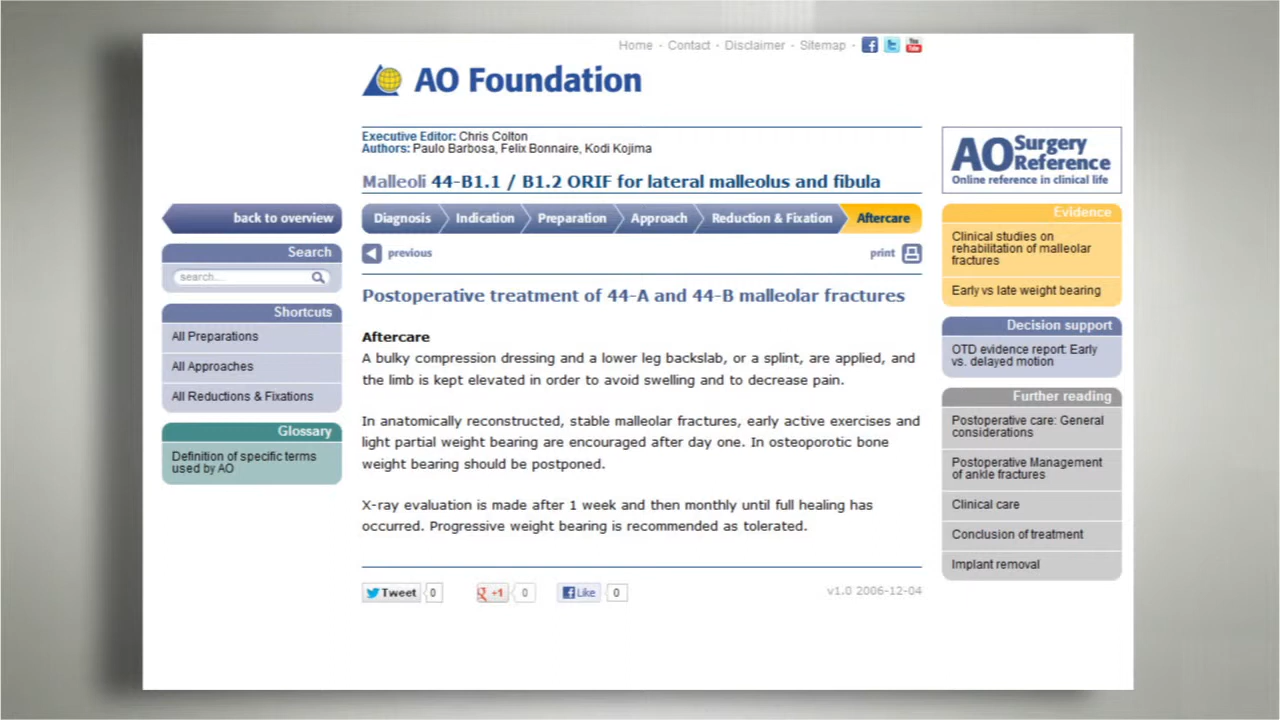 Home - Contact - Disclaimer - Sitemap -
AO Foundation
Executive Editor: Chris Colton
Authors: Paulo Barbosa, Felix Bonnaire, Kodi Kojima
Malleoli 44-B1.1 / B1.2 ORIF for lateral malleolus and fibula
back to overview
Search
search...
Shortcuts
All Preparations
All Approaches
All Reductions & Fixations
Glossary
Definition of specific terms
used by AO
Diagnosis Indication Preparation Approach Reduction & Fixation Aftercare
previous
print
Postoperative treatment of 44-A and 44-B malleolar fractures
Aftercare
A bulky compression dressing and a lower leg backslab, or a splint, are applied, and
the limb is kept elevated in order to avoid swelling and to decrease pain.
In anatomically reconstructed, stable malleolar fractures, early active exercises and
light partial weight bearing are encouraged after day one. In osteoporotic bone
weight bearing should be postponed.
X-ray evaluation is made after 1 week and then monthly until full healing has
occurred. Progressive weight bearing is recommended as tolerated.
Tweet 0 +1 0 Like 0
v1.0 2006-12-04
AO Surgery
Reference
Online reference in clinical life
Evidence
Clinical studies on
rehabilitation of malleolar
fractures
Early vs late weight bearing
Decision support
OTD evidence report: Early
vs. delayed motion
Further reading
Postoperative care: General
considerations
Postoperative Management
of ankle fractures
Clinical care
Conclusion of treatment
Implant removal